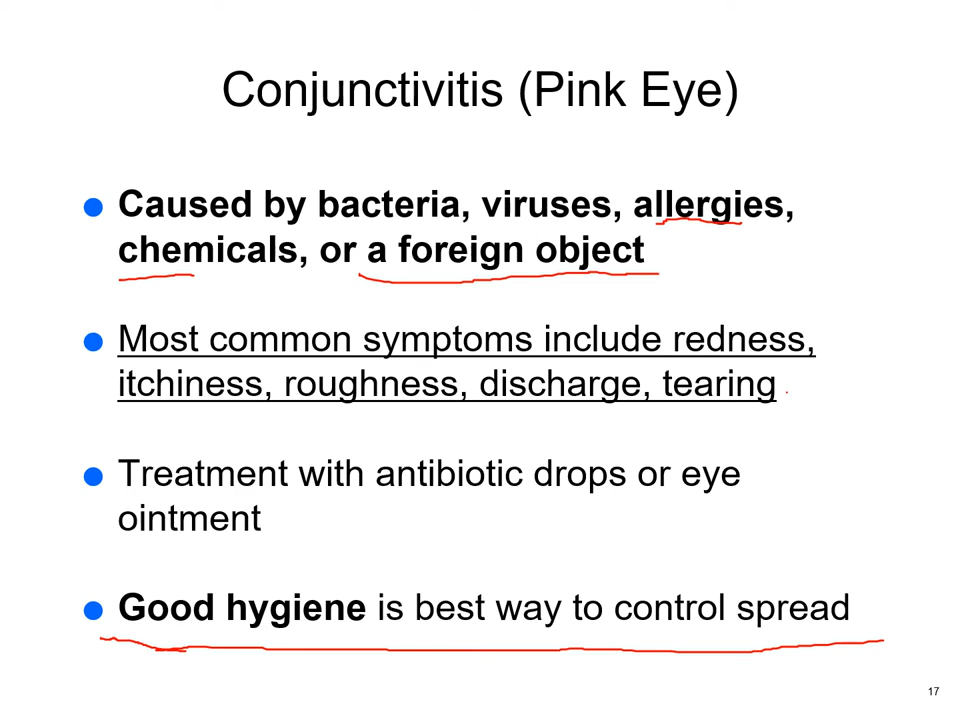 Conjunctivitis (Pink Eye)
● Caused by bacteria, viruses, allergies,
chemicals, or a foreign object
● Most common symptoms include redness,
itchiness, roughness, discharge, tearing
● Treatment with antibiotic drops or eye
ointment
● Good hygiene is best way to control spread
17